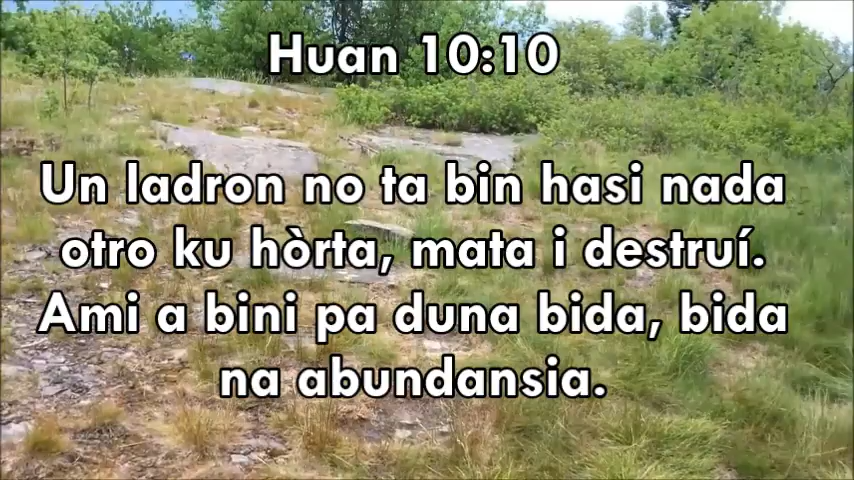 Huan 10:10
Un ladron no ta bin hasi nada
otro ku hòrta, mata i destruí.
Ami a bini pa duna bida, bida
na abundansia.